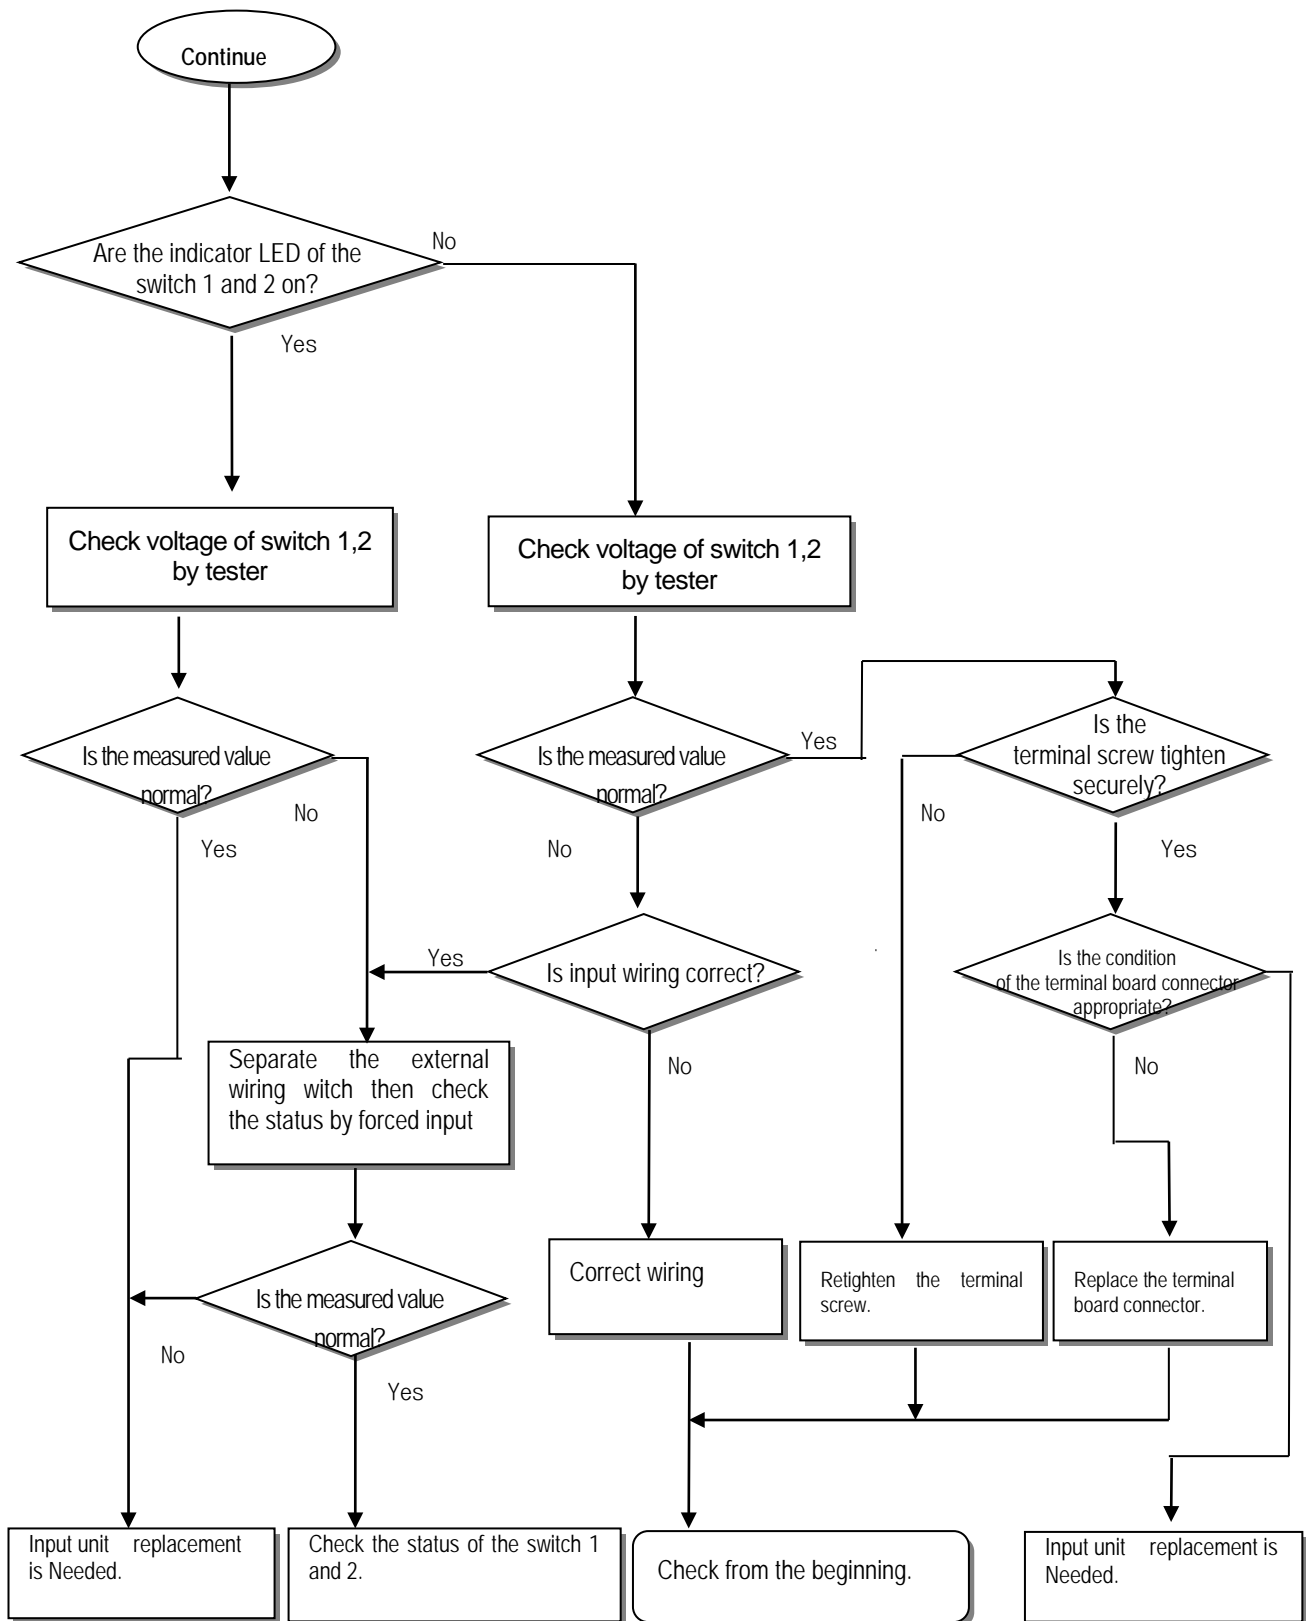 Continue
Are the indicator LED of the
switch 1 and 2 on?
No
Yes
Check voltage of switch 1,2
by tester
Check voltage of switch 1,2
by tester
Is the measured value
normal?
No
Yes
Is the measured value
normal?
Yes
No
Is the
terminal screw tighten
securely?
No
Yes
Is input wiring correct?
Yes
No
Is the condition
of the terminal board connector
appropriate?
No
Separate the external
wiring witch then check
the status by forced input
Is the measured value
normal?
No
Yes
Correct wiring
Retighten the terminal
screw.
Replace the terminal
board connector.
Input unit replacement
is Needed.
Check the status of the switch 1
and 2.
Check from the beginning.
Input unit replacement is
Needed.